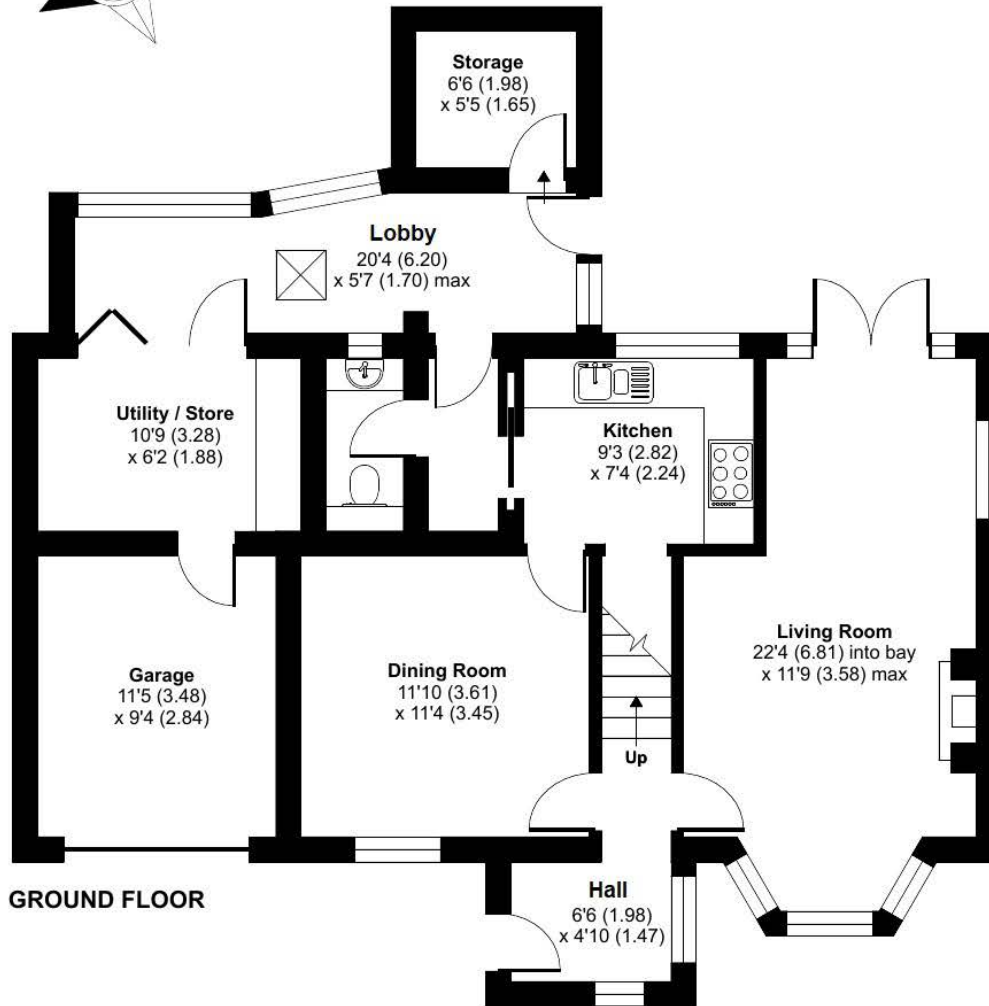 Storage
6'6 (1.98)
x 5'5 (1.65)
Lobby
20'4 (6.20)
x 5'7 (1.70) max
Utility / Store
10'9 (3.28)
x 6'2 (1.88)
Kitchen
9'3 (2.82)
x 7'4 (2.24)
Garage
11'5 (3.48)
x 9'4 (2.84)
Dining Room
11'10 (3.61)
x 11'4 (3.45)
Up
Living Room
22'4 (6.81) into bay
x 11'9 (3.58) max
Hall
6'6 (1.98)
x 4'10 (1.47)
GROUND FLOOR